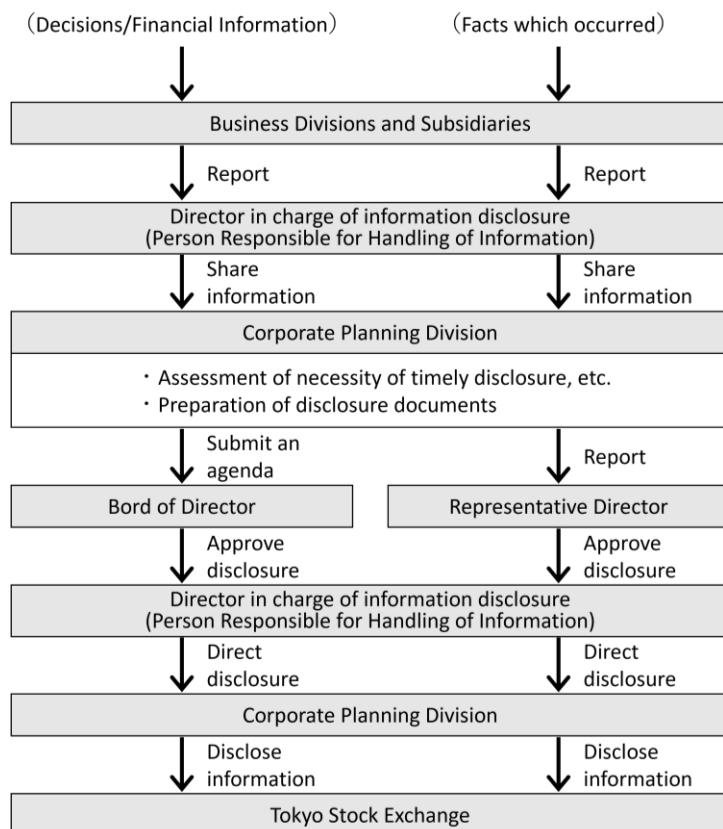 （Decisions/Financial Information）
（Facts which occurred）
Business Divisions and Subsidiaries
Report
Report
Director in charge of information disclosure
(Person Responsible for Handling of Information)
Share
information
Share
information
Corporate Planning Division
・Assessment of necessity of timely disclosure, etc.
・Preparation of disclosure documents
Submit an
agenda
Report
Bord of Director
Representative Director
Approve
disclosure
Approve
disclosure
Director in charge of information disclosure
(Person Responsible for Handling of Information)
Direct
disclosure
Direct
disclosure
Corporate Planning Division
Disclose
information
Disclose
information
Tokyo Stock Exchange